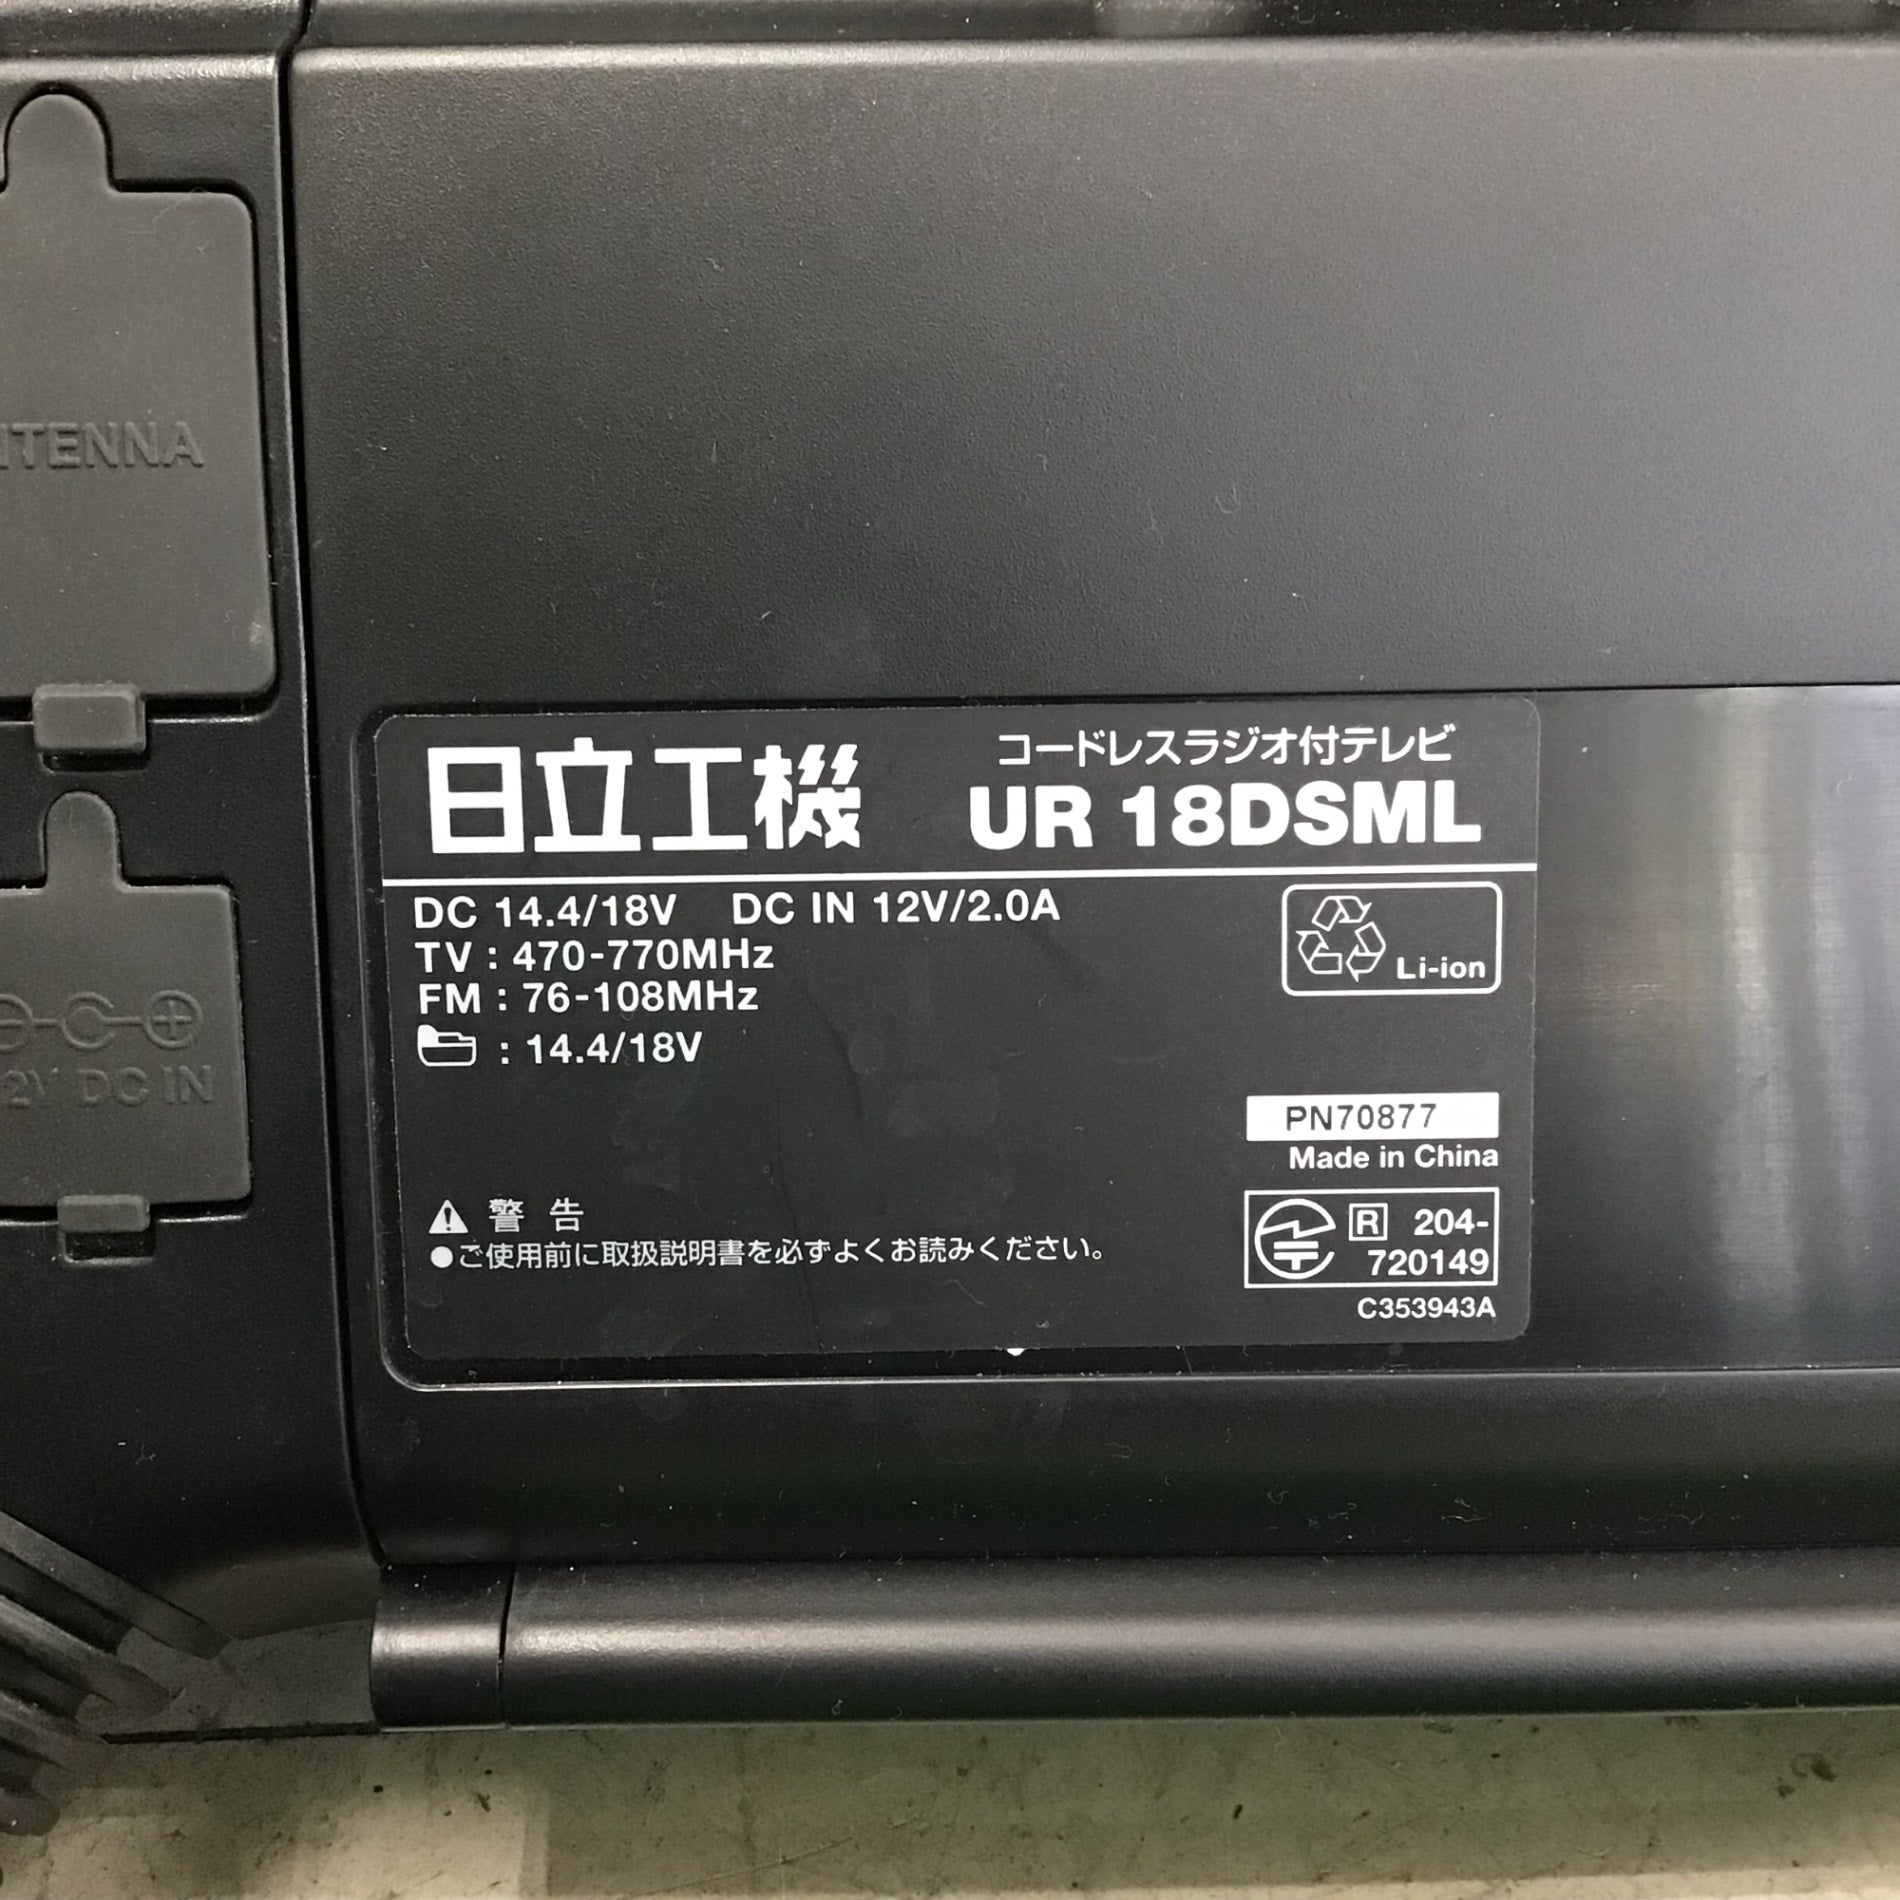 ANTENNA
12V DC IN
日立工機
コードレスラジオ付テレビ
UR 18DSML
DC 14.4/18V DC IN 12V/2.0A
TV : 470-770MHz
FM : 76-108MHz
: 14.4/18V
Li-ion
PN70877
Made in China
警告
●ご使用前に取扱説明書を必ずよくお読みください。
R 204-
720149
C353943A